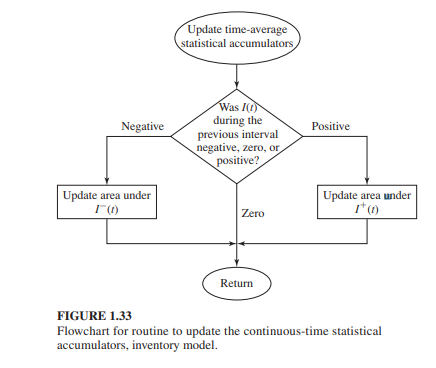 Update time-average
statistical accumulators
Was I(t)
during the
previous interval
negative, zero, or
positive?
Negative
Positive
Update area under
I⁻(t)
Update area under
I⁺(t)
Zero
Return
FIGURE 1.33
Flowchart for routine to update the continuous-time statistical
accumulators, inventory model.